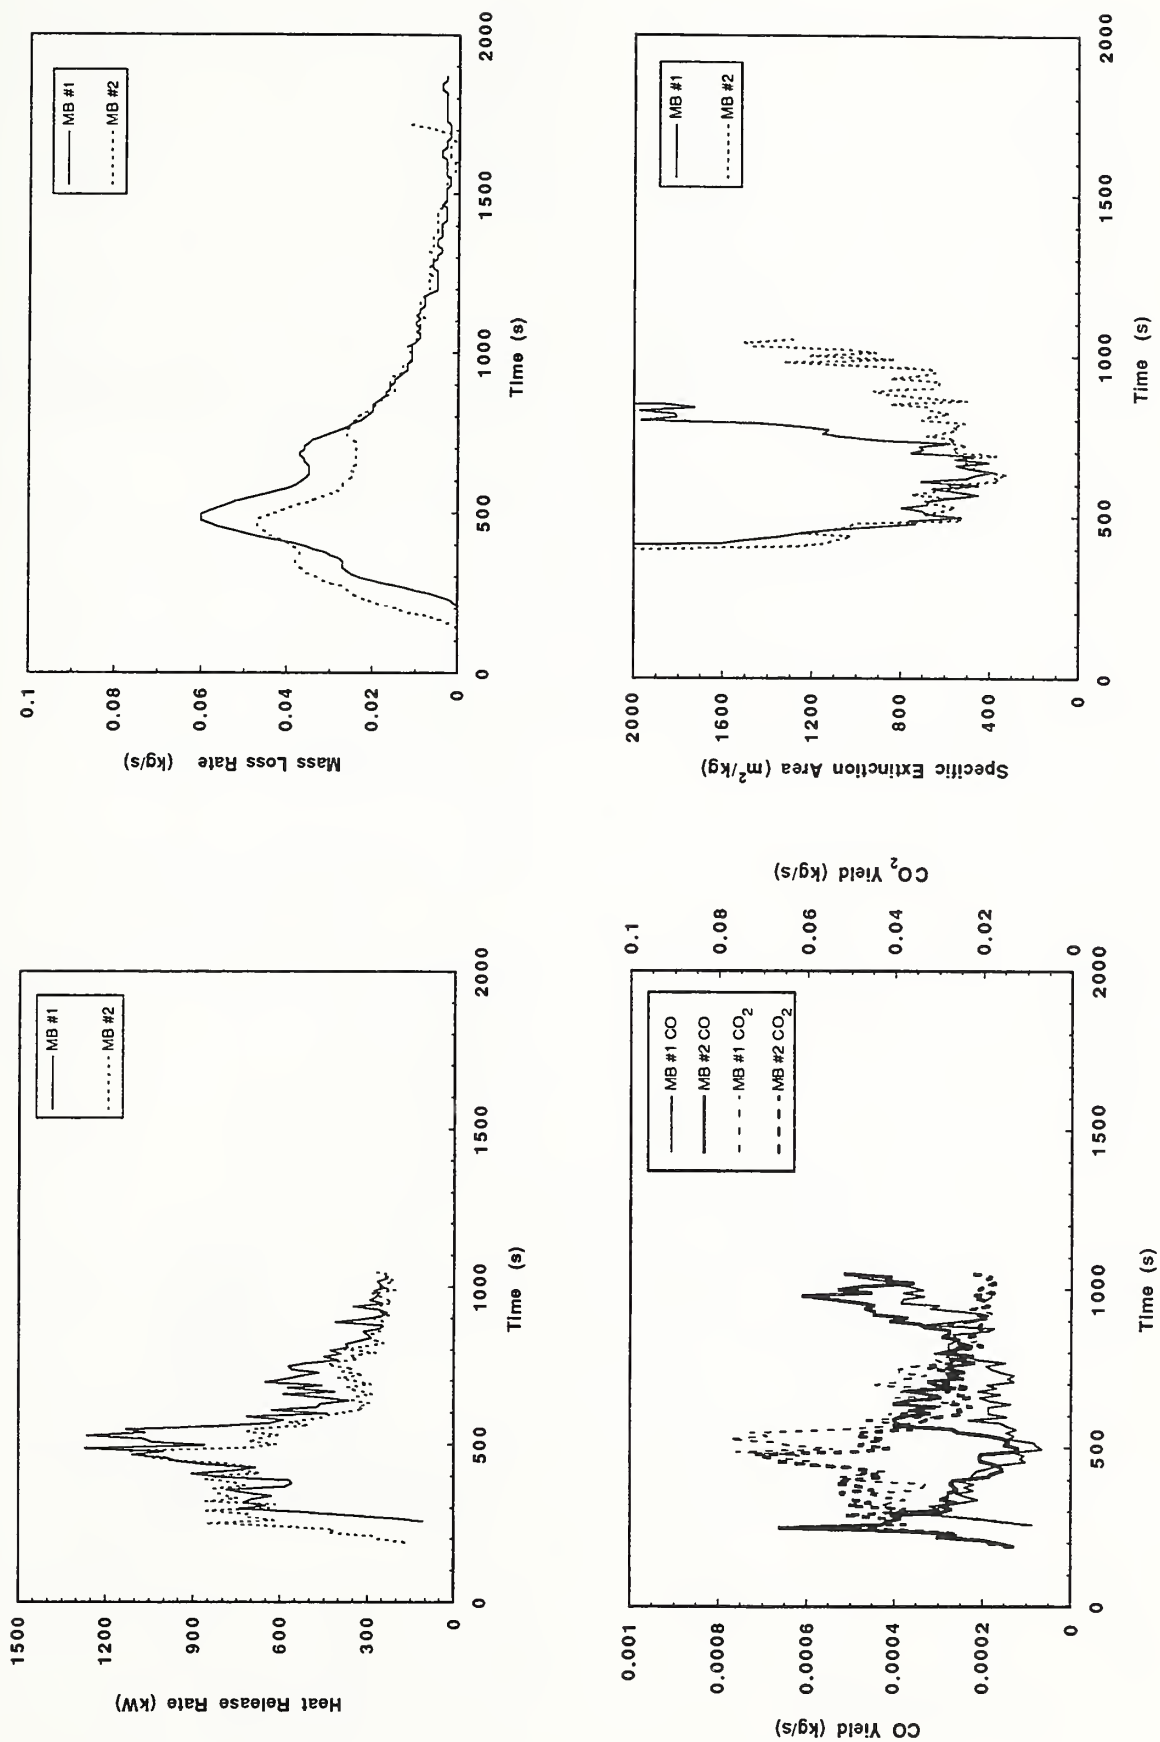 Heat Release Rate (kW)
1500
1200
900
600
300
0
MB #1
MB #2
0
500
1000
1500
2000
Time (s)
Mass Loss Rate (kg/s)
0.1
0.08
0.06
0.04
0.02
0
MB #1
MB #2
0
500
1000
1500
2000
Time (s)
CO Yield (kg/s)
0.001
0.0008
0.0006
0.0004
0.0002
0
MB #1 CO
MB #2 CO
MB #1 CO₂
MB #2 CO₂
0
500
1000
1500
2000
Time (s)
0.1
0.08
0.06
0.04
0.02
0
CO₂ Yield (kg/s)
Specific Extinction Area (m²/kg)
2000
1600
1200
800
400
0
MB #1
MB #2
0
500
1000
1500
2000
Time (s)